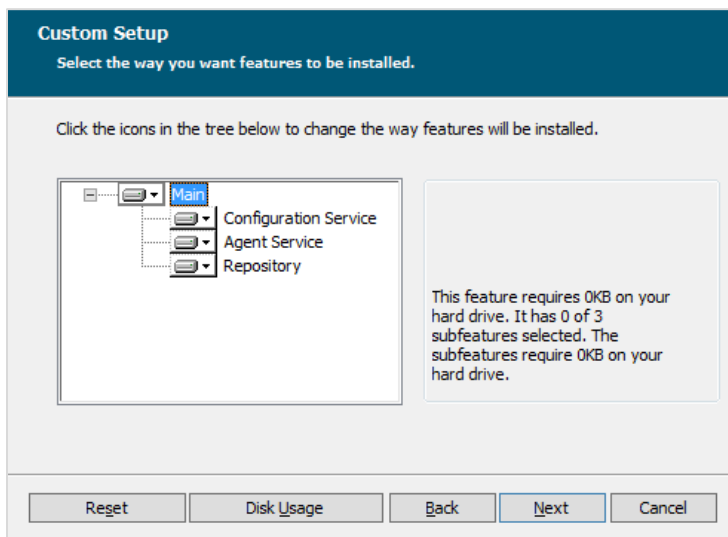 Custom Setup
Select the way you want features to be installed.
Click the icons in the tree below to change the way features will be installed.
Main
Configuration Service
Agent Service
Repository
This feature requires 0KB on your
hard drive. It has 0 of 3
subfeatures selected. The
subfeatures require 0KB on your
hard drive.
Reset
Disk Usage
Back
Next
Cancel